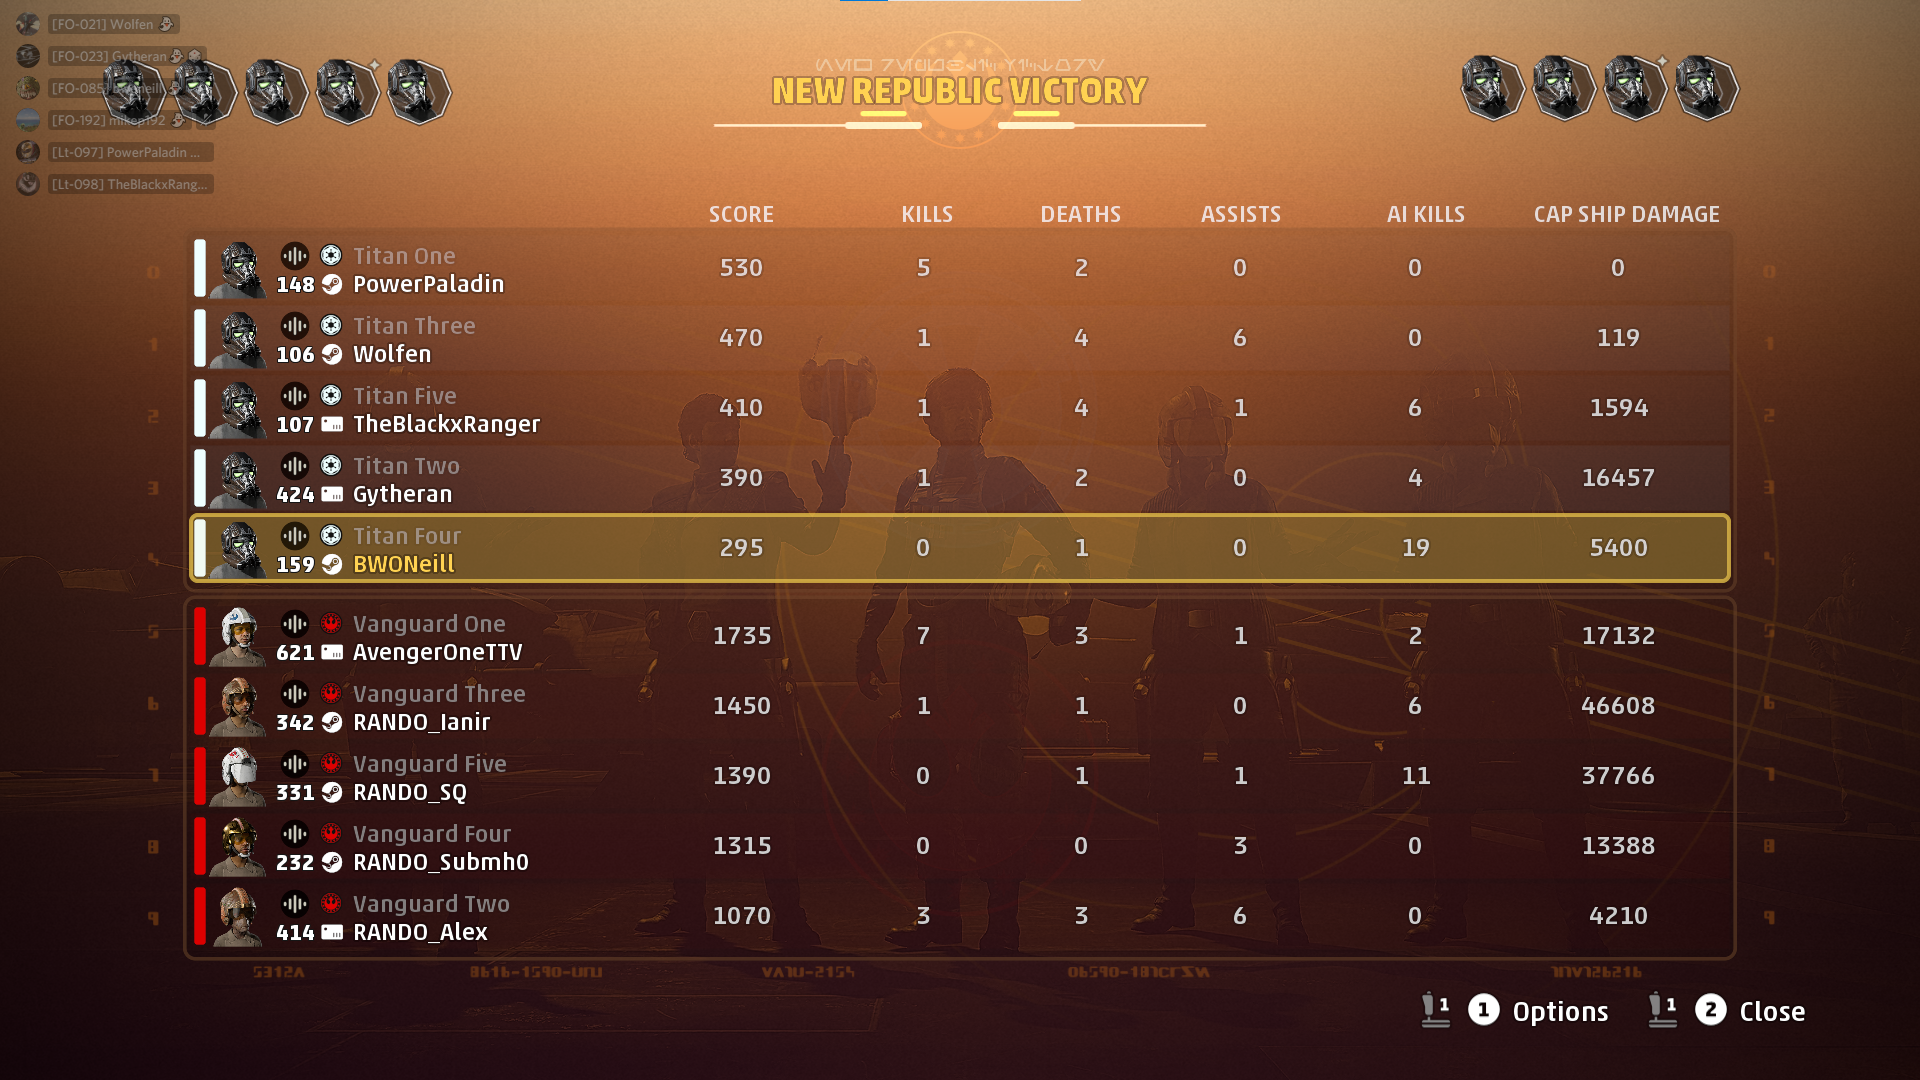 [FO-021] Wolfen
[FO-023] Gytheran
[FO-192] mikep192
[Lt-097] PowerPaladin ...
[Lt-098] TheBlackxRang...
NEW REPUBLIC VICTORY
SCORE KILLS DEATHS ASSISTS AI KILLS CAP SHIP DAMAGE
Titan One
148 PowerPaladin 530 5 2 0 0 0
Titan Three
106 Wolfen 470 1 4 6 0 119
Titan Five
107 TheBlackxRanger 410 1 4 1 6 1594
Titan Two
424 Gytheran 390 1 2 0 4 16457
Titan Four
159 BWONeill 295 0 1 0 19 5400
Vanguard One
621 AvengerOneTTV 1735 7 3 1 2 17132
Vanguard Three
342 RANDO_Ianir 1450 1 1 0 6 46608
Vanguard Five
331 RANDO_SQ 1390 0 1 1 11 37766
Vanguard Four
232 RANDO_Submh0 1315 0 0 3 0 13388
Vanguard Two
414 RANDO_Alex 1070 3 3 6 0 4210
1 1 Options 1 2 Close